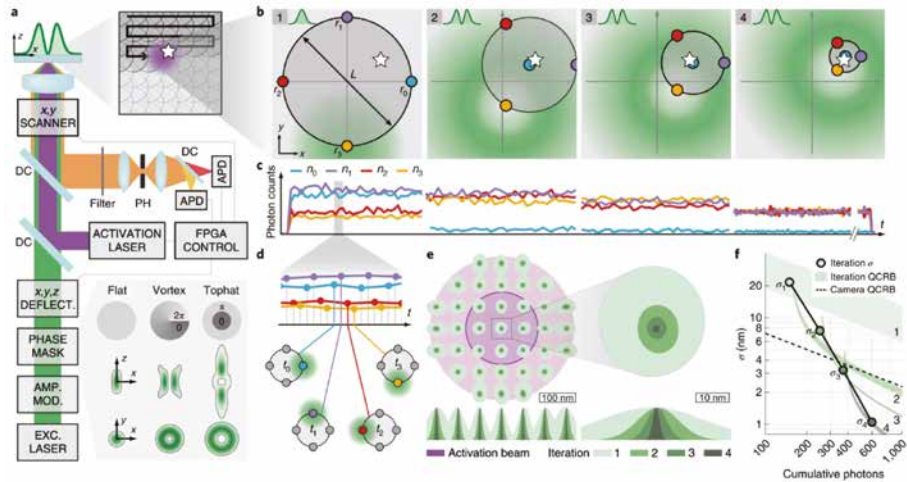 a
z
x
x,y
SCANNER
DC
DC
Filter
PH
DC
APD
APD
ACTIVATION
LASER
FPGA
CONTROL
DC
x,y,z
DEFLECT.
PHASE
MASK
AMP.
MOD.
EXC.
LASER
Flat
Vortex
Tophat
2π
0
π
0
z
x
y
x
b
1
r1
L
r2
r0
r3
y
x
2
3
4
c
n0
n1
n2
n3
Photon counts
t
d
t
t0
t3
t1
t2
e
100 nm
10 nm
Activation beam
Iteration
1
2
3
4
f
Iteration σ
Iteration QCRB
Camera QCRB
σ (nm)
20
10
8
6
4
3
2
1
σ1
σ2
σ3
σ4
1
2
3
4
100
200
300
400
600
1,000
Cumulative photons